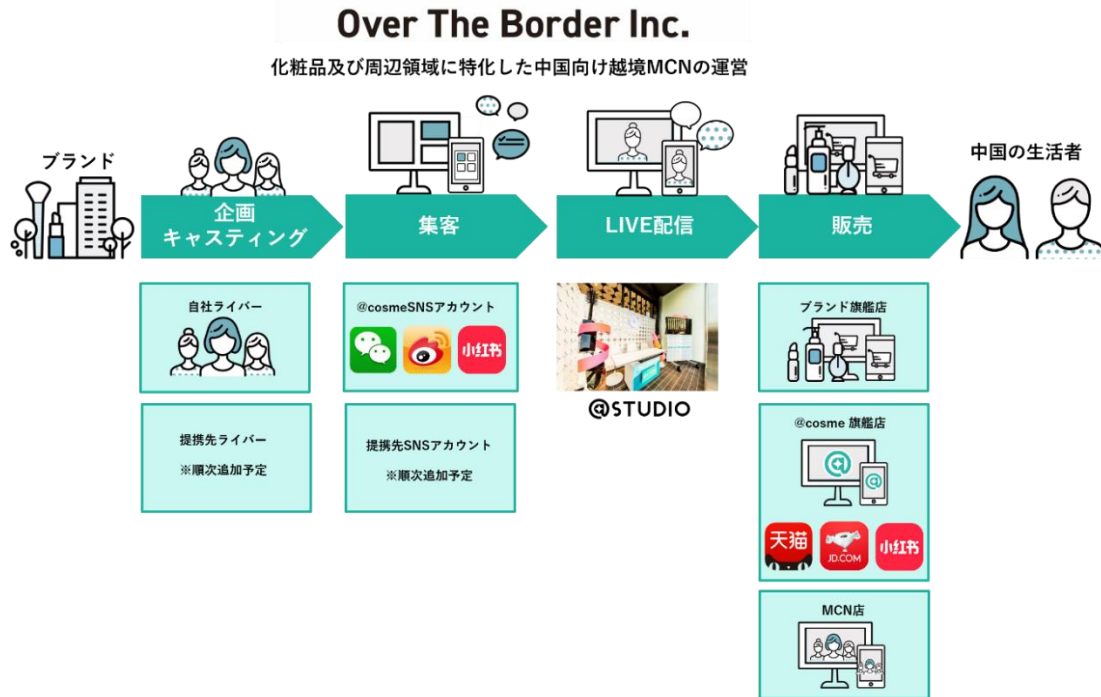 Over The Border Inc.
化粧品及び周辺領域に特化した中国向け越境MCNの運営
ブランド
企画
キャスティング
集客
LIVE配信
販売
中国の生活者
自社ライバー
提携先ライバー
※順次追加予定
@cosmeSNSアカウント
小红书
提携先SNSアカウント
※順次追加予定
@STUDIO
ブランド旗艦店
@cosme 旗艦店
@
@
天猫
JD.COM
小红书
MCN店